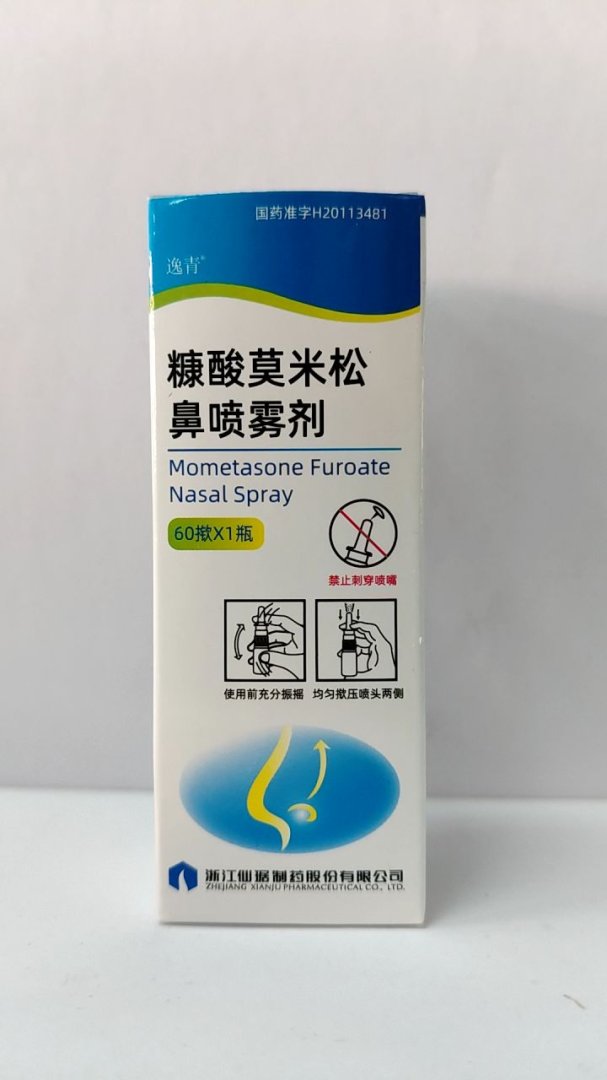 国药准字H20113481
逸青®
糠酸莫米松
鼻喷雾剂
Mometasone Furoate
Nasal Spray
60揿X1瓶
禁止刺穿喷嘴
使用前充分振摇 均匀揿压喷头两侧
浙江仙琚制药股份有限公司
ZHEJIANG XIANJU PHARMACEUTICAL CO., LTD.